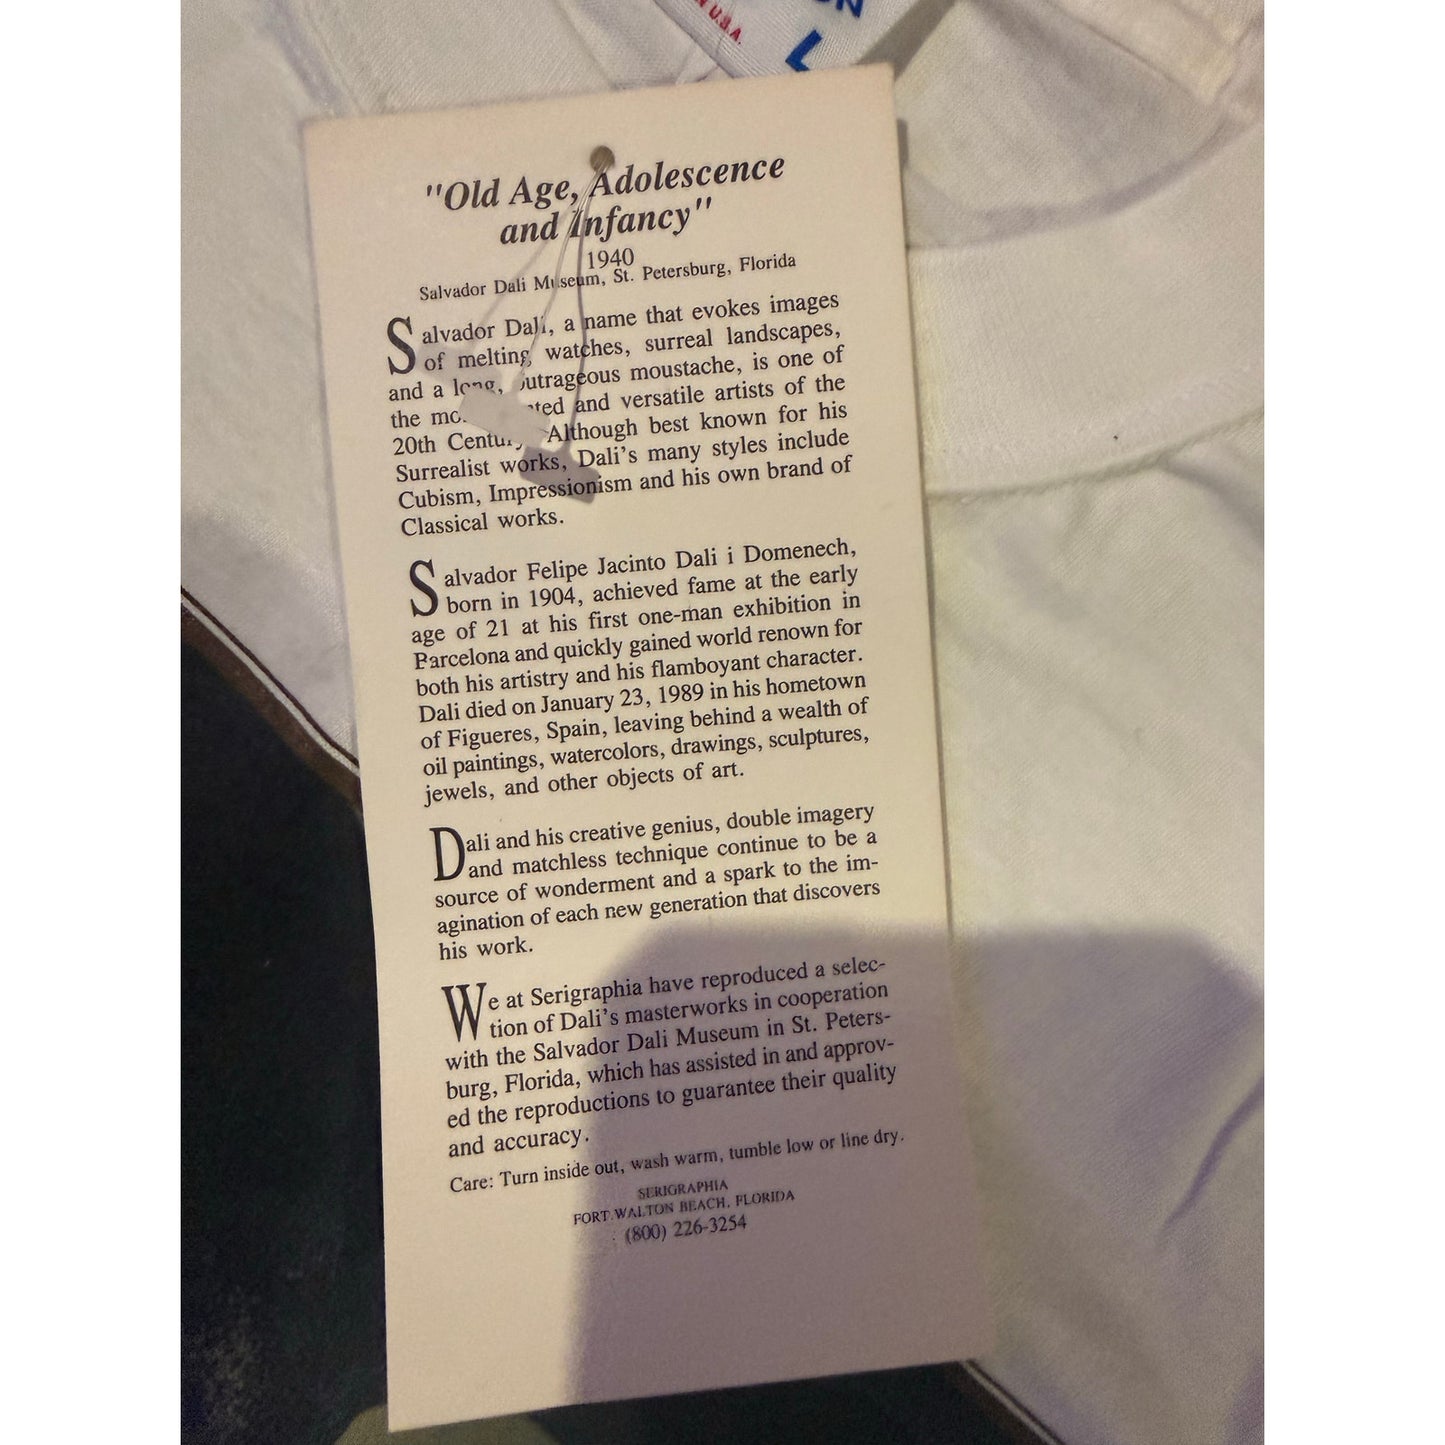 N U.S.A.
L
"Old Age, Adolescence
and Infancy"
1940
Salvador Dali Museum, St. Petersburg, Florida
Salvador Dali, a name that evokes images
of melting watches, surreal landscapes,
and a long, outrageous moustache, is one of
the and versatile artists of the
20th Century. Although best known for his
Surrealist works, Dali's many styles include
Cubism, Impressionism and his own brand of
Classical works.
Salvador Felipe Jacinto Dali i Domenech,
born in 1904, achieved fame at the early
age of 21 at his first one-man exhibition in
Barcelona and quickly gained world renown for
both his artistry and his flamboyant character.
Dali died on January 23, 1989 in his hometown
of Figueres, Spain, leaving behind a wealth of
oil paintings, watercolors, drawings, sculptures,
jewels, and other objects of art.
Dali and his creative genius, double imagery
and matchless technique continue to be a
source of wonderment and a spark to the im-
agination of each new generation that discovers
his work.
We at Serigraphia have reproduced a selec-
tion of Dali's masterworks in cooperation
with the Salvador Dali Museum in St. Peters-
burg, Florida, which has assisted in and approv-
ed the reproductions to guarantee their quality
and accuracy.
Care: Turn inside out, wash warm, tumble low or line dry.
SERIGRAPHIA
FORT WALTON BEACH, FLORIDA
(800) 226-3254